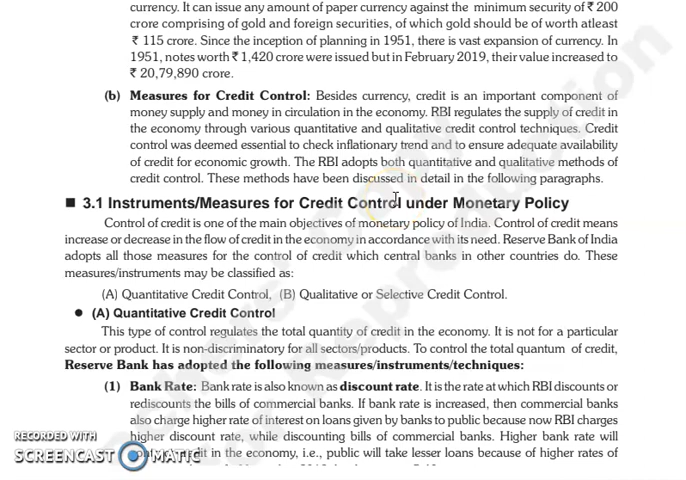 currency. It can issue any amount of paper currency against the minimum security of ₹ 200
crore comprising of gold and foreign securities, of which gold should be of worth atleast
₹ 115 crore. Since the inception of planning in 1951, there is vast expansion of currency. In
1951, notes worth ₹ 1,420 crore were issued but in February 2019, their value increased to
₹ 20,79,890 crore.
(b) Measures for Credit Control: Besides currency, credit is an important component of
money supply and money in circulation in the economy. RBI regulates the supply of credit in
the economy through various quantitative and qualitative credit control techniques. Credit
control was deemed essential to check inflationary trend and to ensure adequate availability
of credit for economic growth. The RBI adopts both quantitative and qualitative methods of
credit control. These methods have been discussed in detail in the following paragraphs.
■ 3.1 Instruments/Measures for Credit Control under Monetary Policy
Control of credit is one of the main objectives of monetary policy of India. Control of credit means
increase or decrease in the flow of credit in the economy in accordance with its need. Reserve Bank of India
adopts all those measures for the control of credit which central banks in other countries do. These
measures/instruments may be classified as:
(A) Quantitative Credit Control, (B) Qualitative or Selective Credit Control.
● (A) Quantitative Credit Control
This type of control regulates the total quantity of credit in the economy. It is not for a particular
sector or product. It is non-discriminatory for all sectors/products. To control the total quantum of credit,
Reserve Bank has adopted the following measures/instruments/techniques:
(1) Bank Rate: Bank rate is also known as discount rate. It is the rate at which RBI discounts or
rediscounts the bills of commercial banks. If bank rate is increased, then commercial banks
also charge higher rate of interest on loans given by banks to public because now RBI charges
higher discount rate, while discounting bills of commercial banks. Higher bank rate will
credit in the economy, i.e., public will take lesser loans because of higher rates of
RECORDED WITH
SCREENCAST MATIC